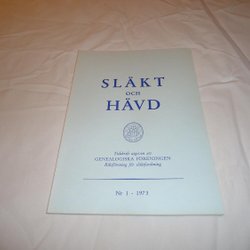 SLÄKT
OCH
HÄVD
Tidskrift utgiven av
GENEALOGISKA FÖRENINGEN
Riksförening för släktforskning
Nr 1 - 1973